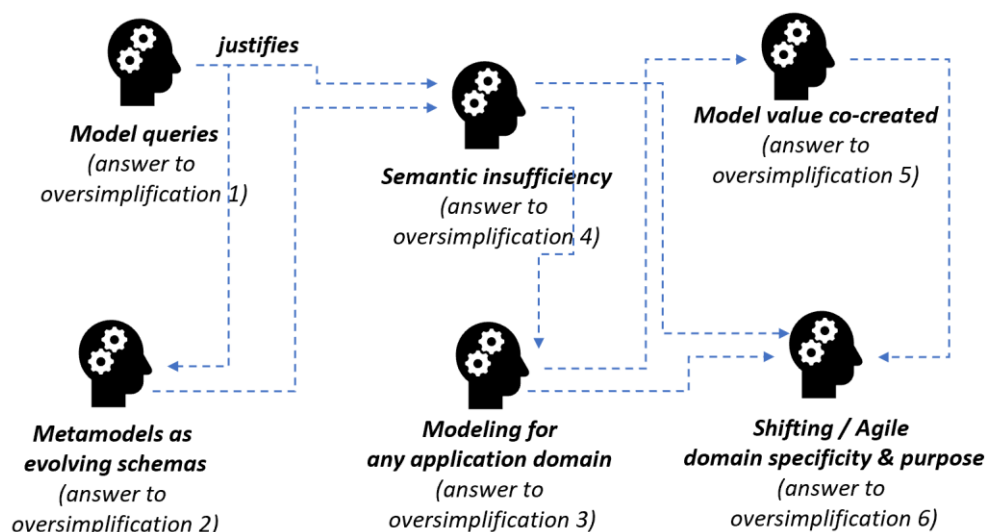 justifies
Model queries
(answer to
oversimplification 1)
Semantic insufficiency
(answer to
oversimplification 4)
Model value co-created
(answer to
oversimplification 5)
Metamodels as
evolving schemas
(answer to
oversimplification 2)
Modeling for
any application domain
(answer to
oversimplification 3)
Shifting / Agile
domain specificity & purpose
(answer to
oversimplification 6)